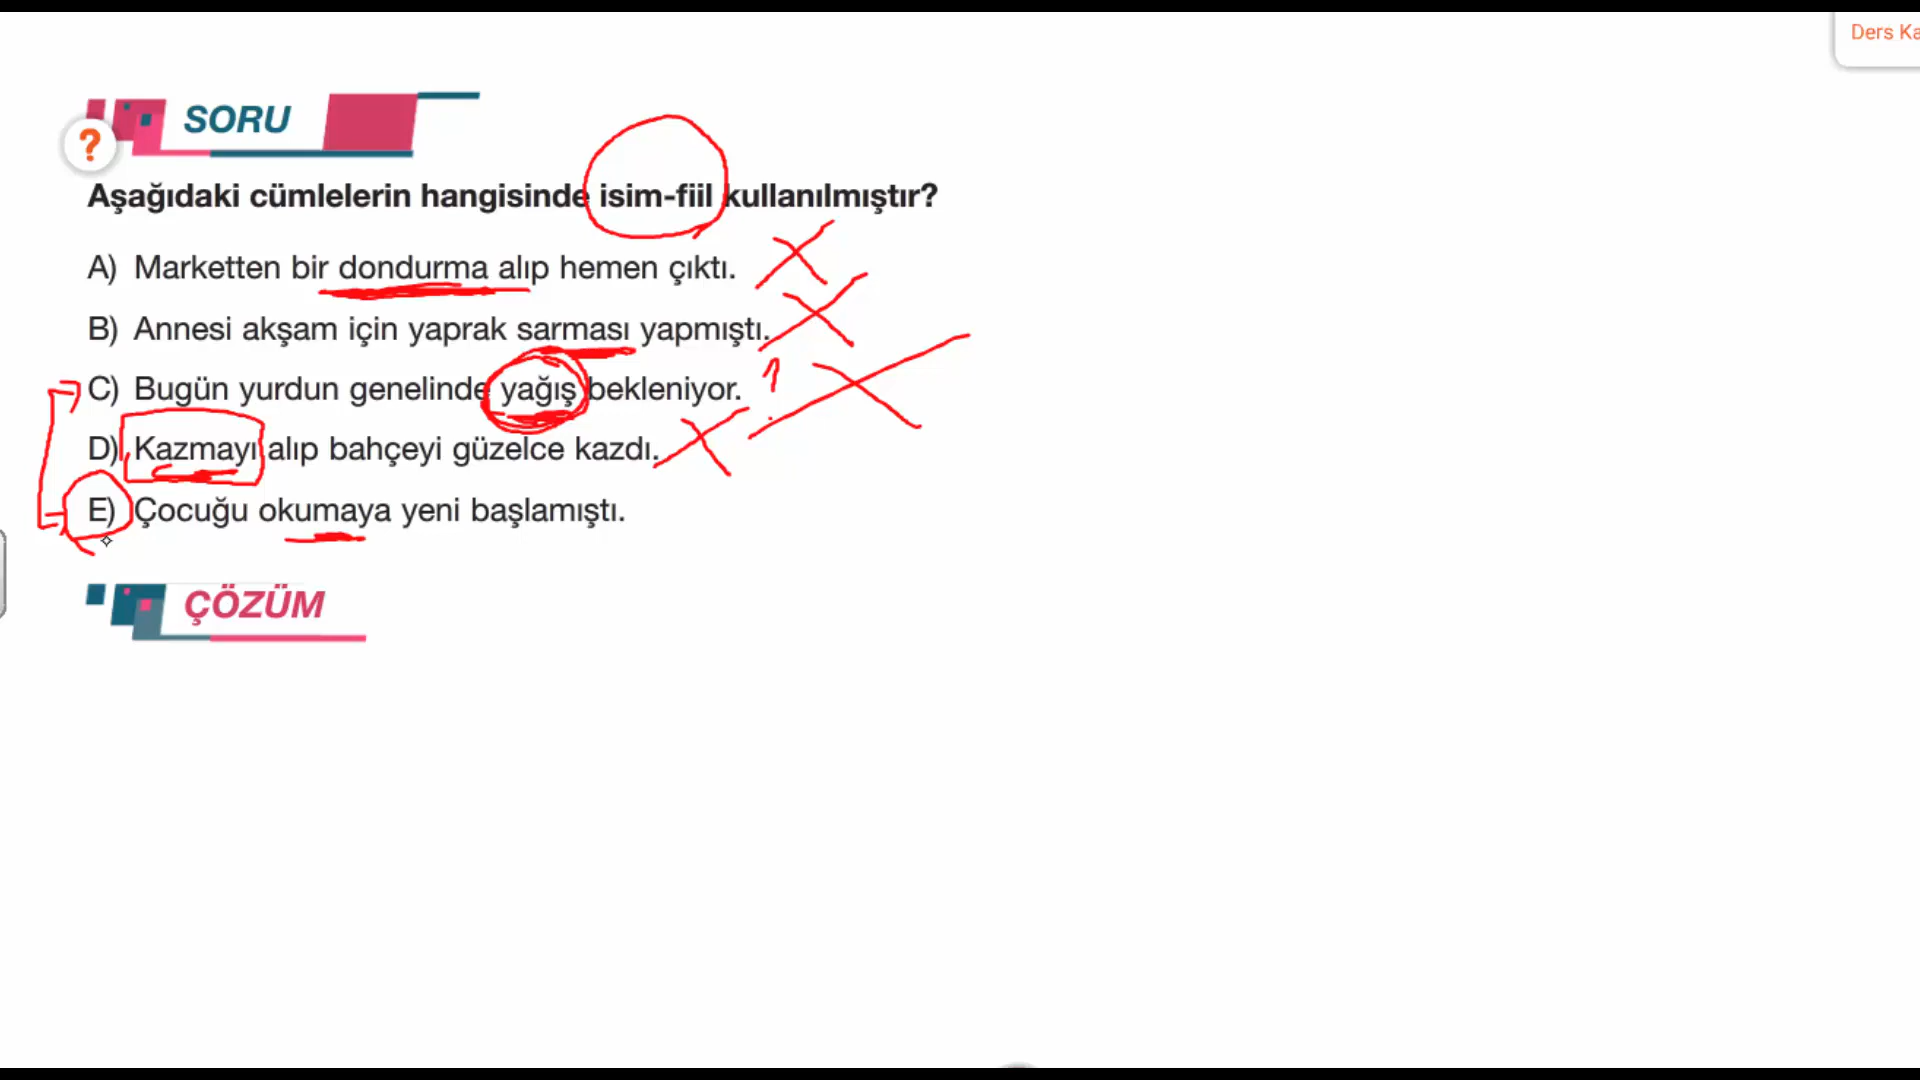 Ders Ka
SORU
?
Aşağıdaki cümlelerin hangisinde isim-fiil kullanılmıştır?
A) Marketten bir dondurma alıp hemen çıktı.
B) Annesi akşam için yaprak sarması yapmıştı.
C) Bugün yurdun genelinde yağış bekleniyor.
D) Kazmayı alıp bahçeyi güzelce kazdı.
E) Çocuğu okumaya yeni başlamıştı.
ÇÖZÜM